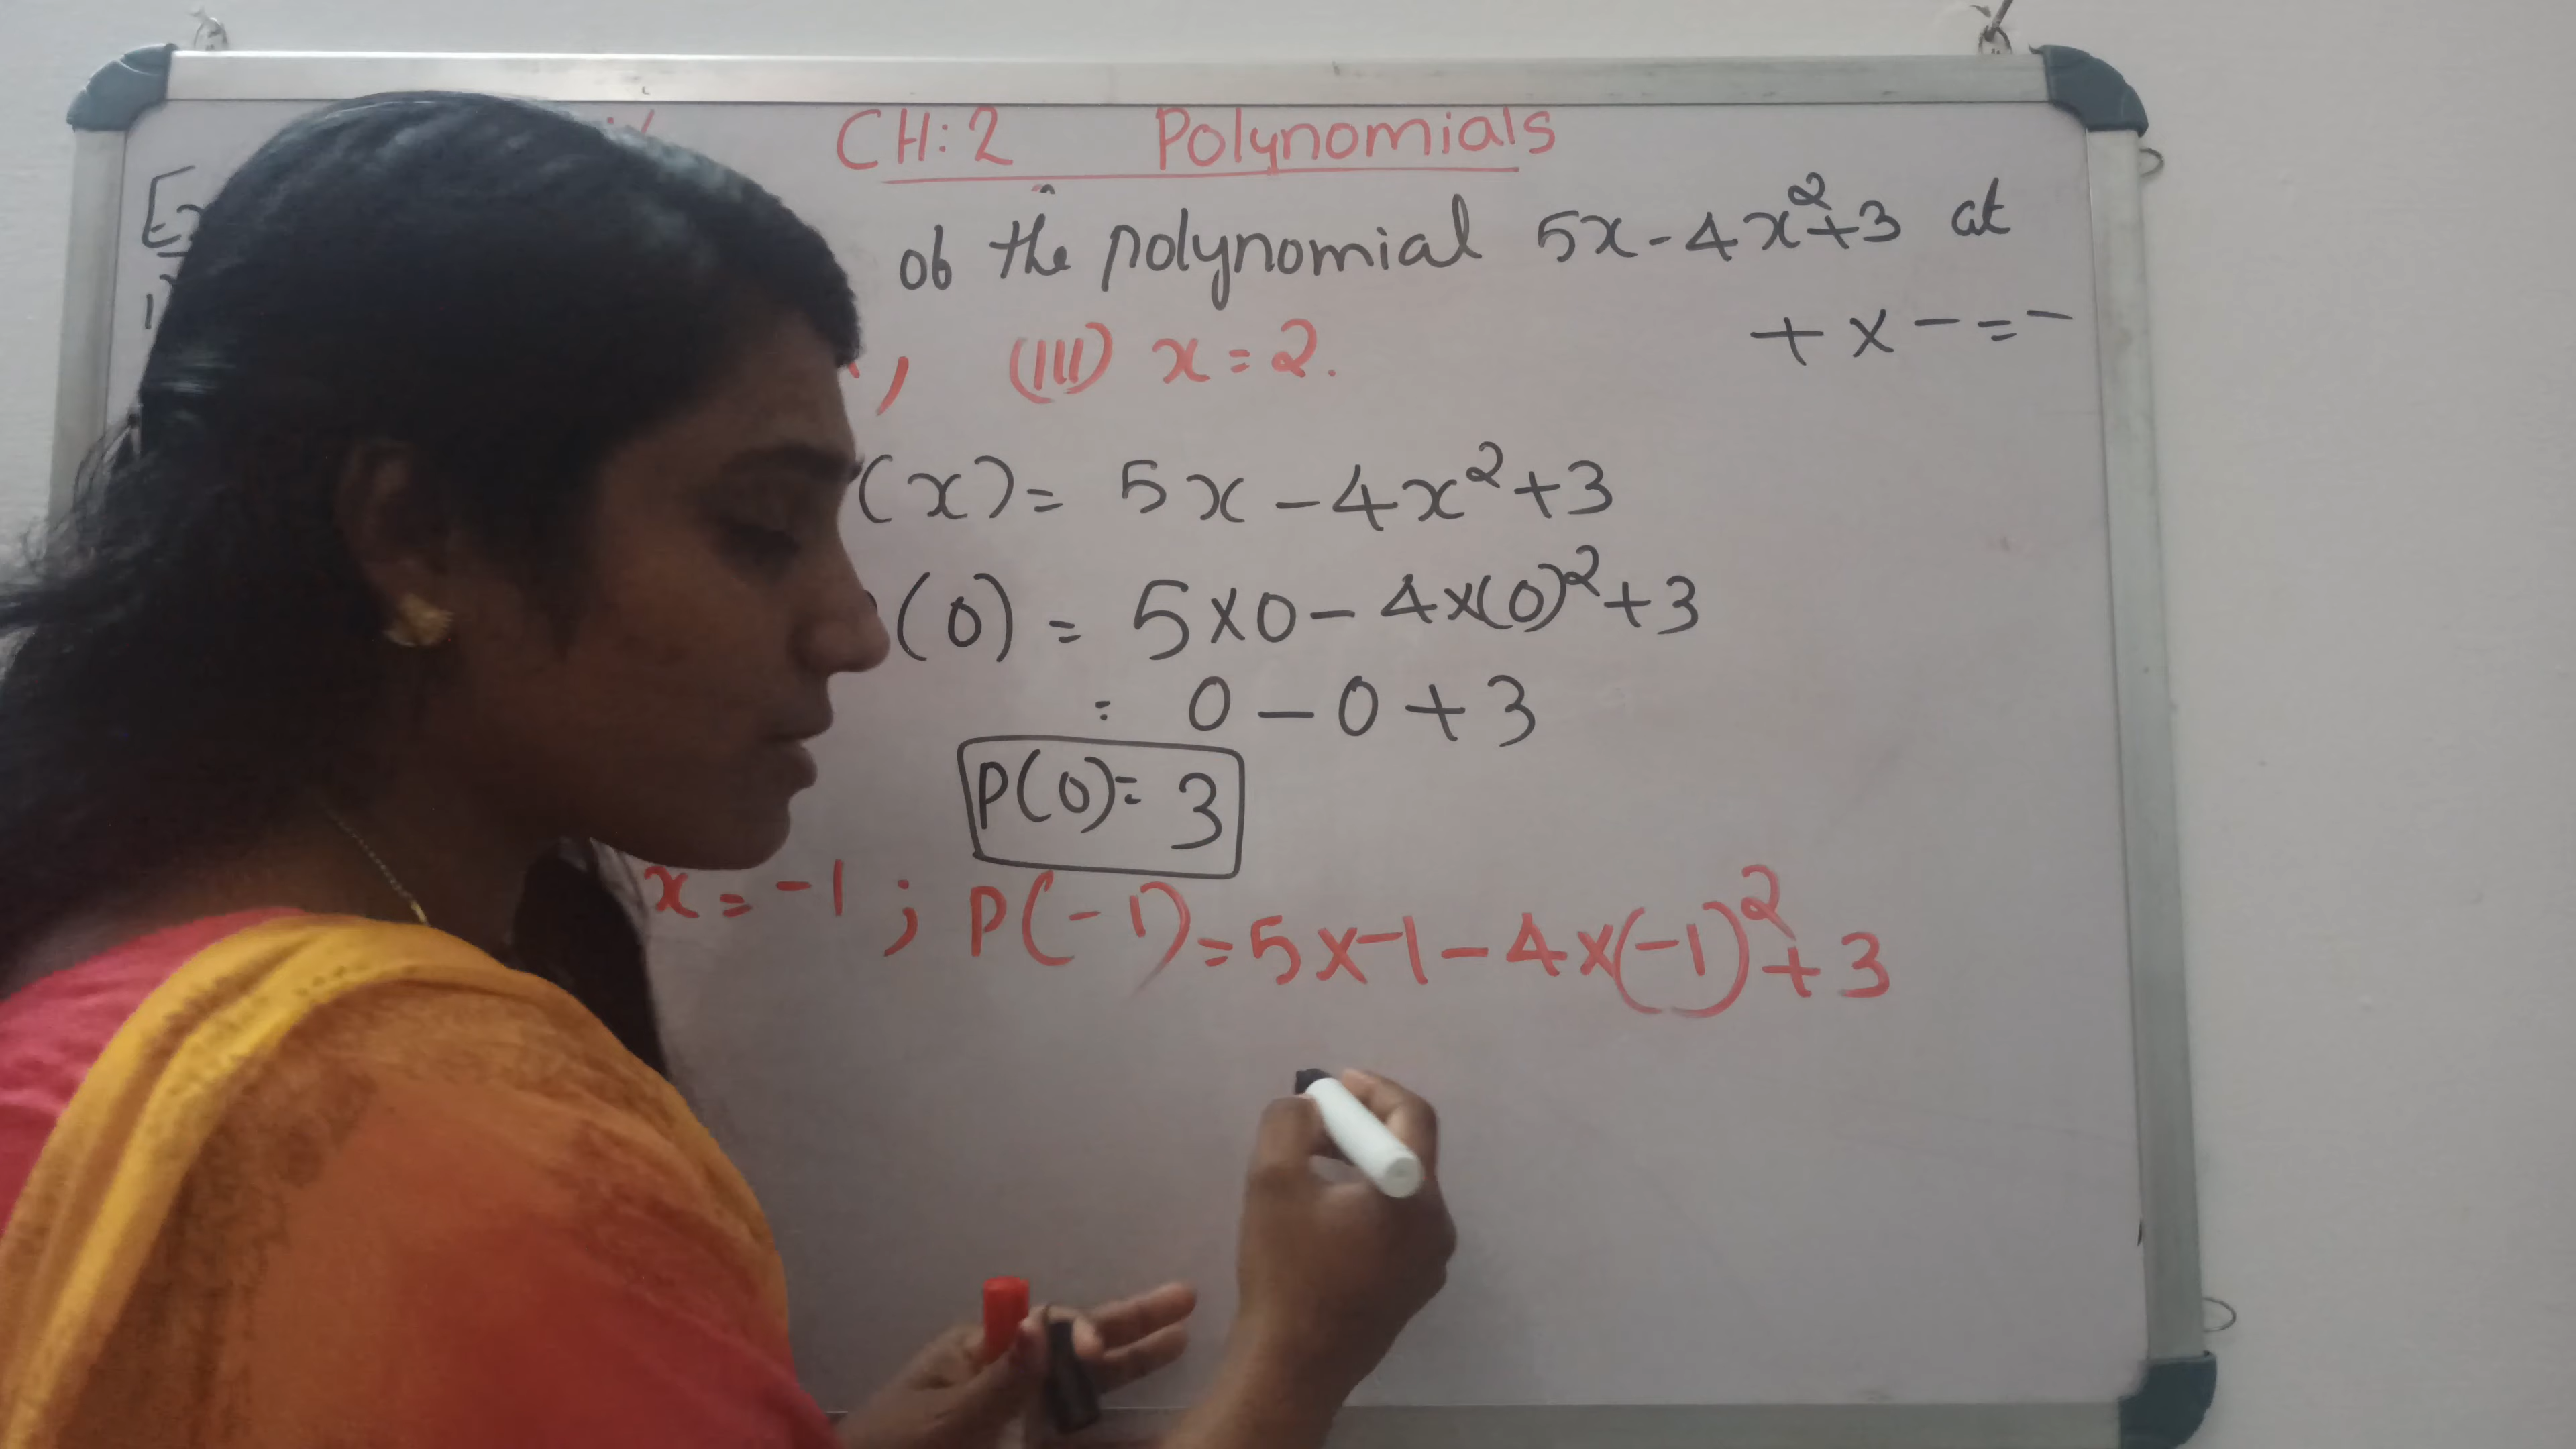 CH:2 Polynomials
of the polynomial 5x-4x²+3 at
+ x - = -
, (III) x = 2.
(x) = 5x - 4x² + 3
(0) = 5×0 - 4×(0)² + 3
= 0 - 0 + 3
P(0) = 3
x = -1 ; P(-1) = 5×-1 - 4×(-1)² + 3